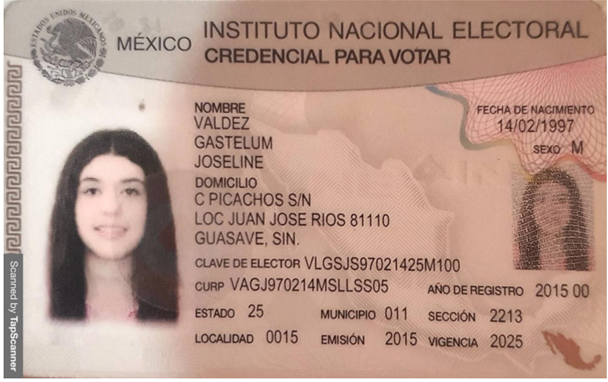 ESTADOS UNIDOS MEXICANOS
MÉXICO
INSTITUTO NACIONAL ELECTORAL
CREDENCIAL PARA VOTAR
NOMBRE
VALDEZ
GASTELUM
JOSELINE
FECHA DE NACIMIENTO
14/02/1997
SEXO M
DOMICILIO
C PICACHOS S/N
LOC JUAN JOSE RIOS 81110
GUASAVE, SIN.
CLAVE DE ELECTOR VLGSJS97021425M100
CURP VAGJ970214MSLLSS05 AÑO DE REGISTRO 2015 00
ESTADO 25 MUNICIPIO 011 SECCIÓN 2213
LOCALIDAD 0015 EMISIÓN 2015 VIGENCIA 2025
Scanned by TapScanner